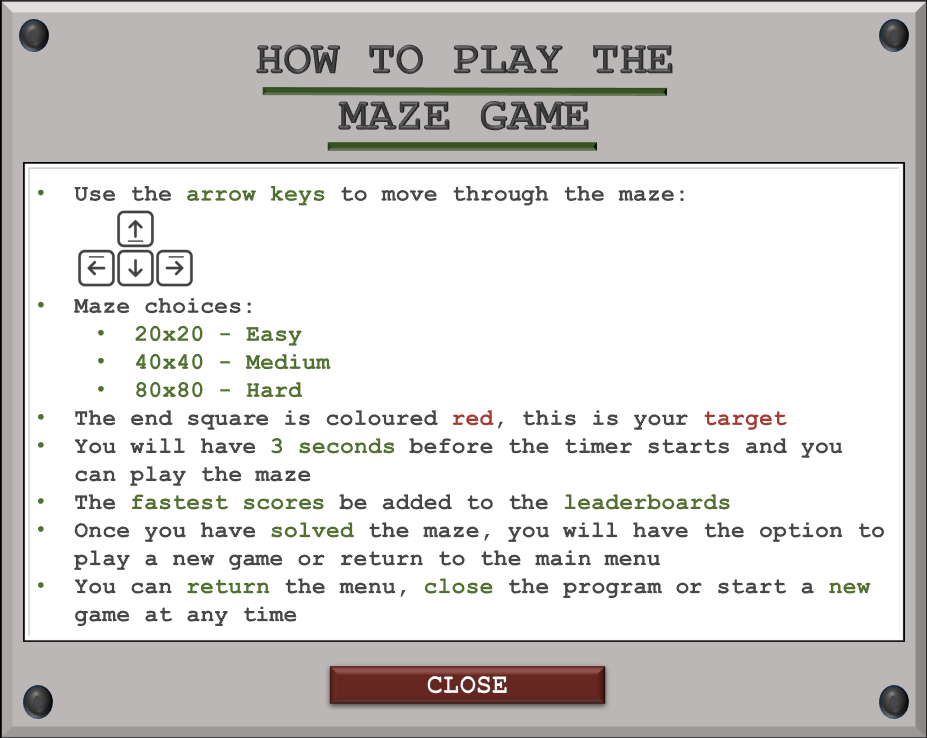 HOW TO PLAY THE
MAZE GAME
• Use the arrow keys to move through the maze:
↑
← ↓ →
• Maze choices:
• 20x20 – Easy
• 40x40 – Medium
• 80x80 – Hard
• The end square is coloured red, this is your target
• You will have 3 seconds before the timer starts and you
can play the maze
• The fastest scores be added to the leaderboards
• Once you have solved the maze, you will have the option to
play a new game or return to the main menu
• You can return the menu, close the program or start a new
game at any time
CLOSE